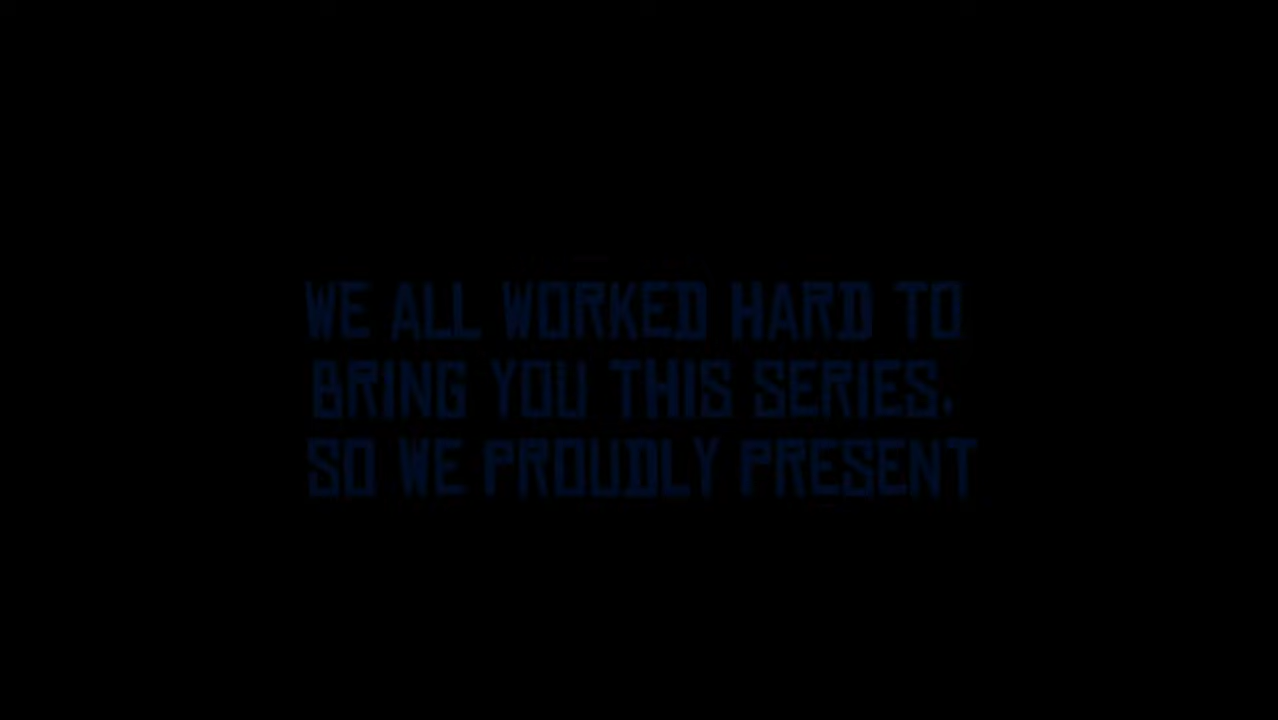 WE ALL WORKED HARD TO
BRING YOU THIS SERIES.
SO WE PROUDLY PRESENT